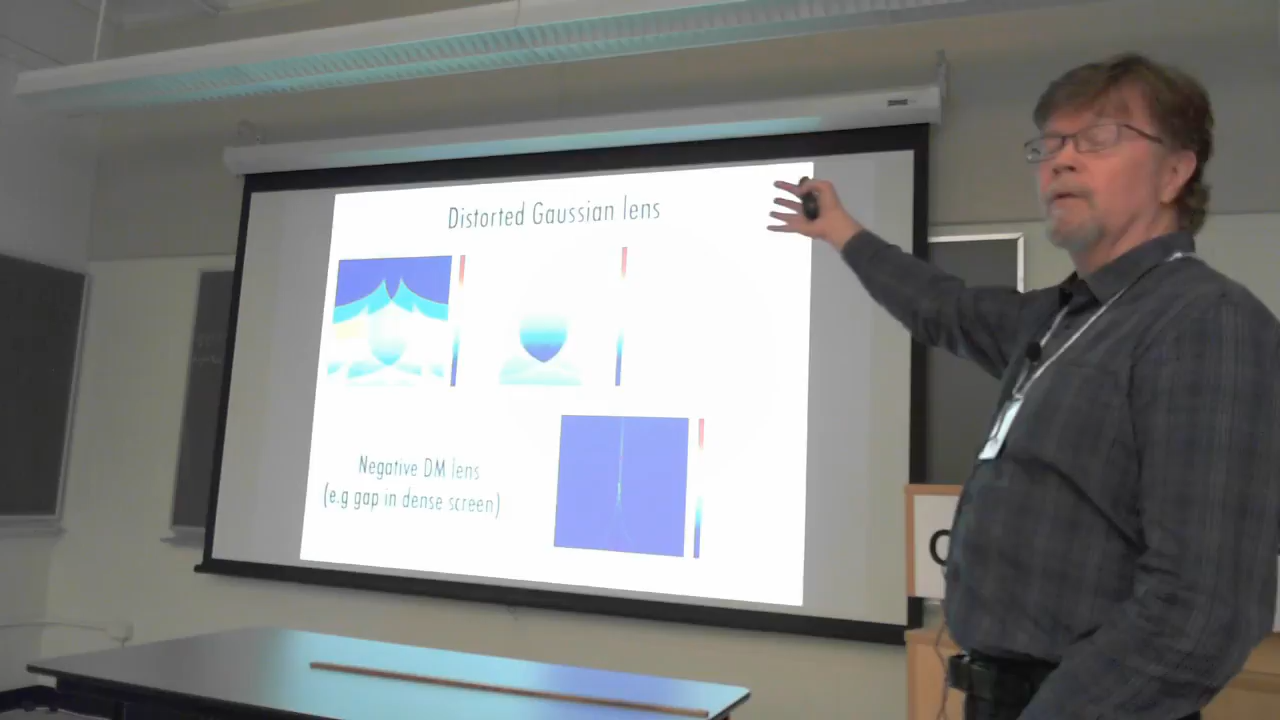 Distorted Gaussian lens
Negative DM lens
(e.g gap in dense screen)